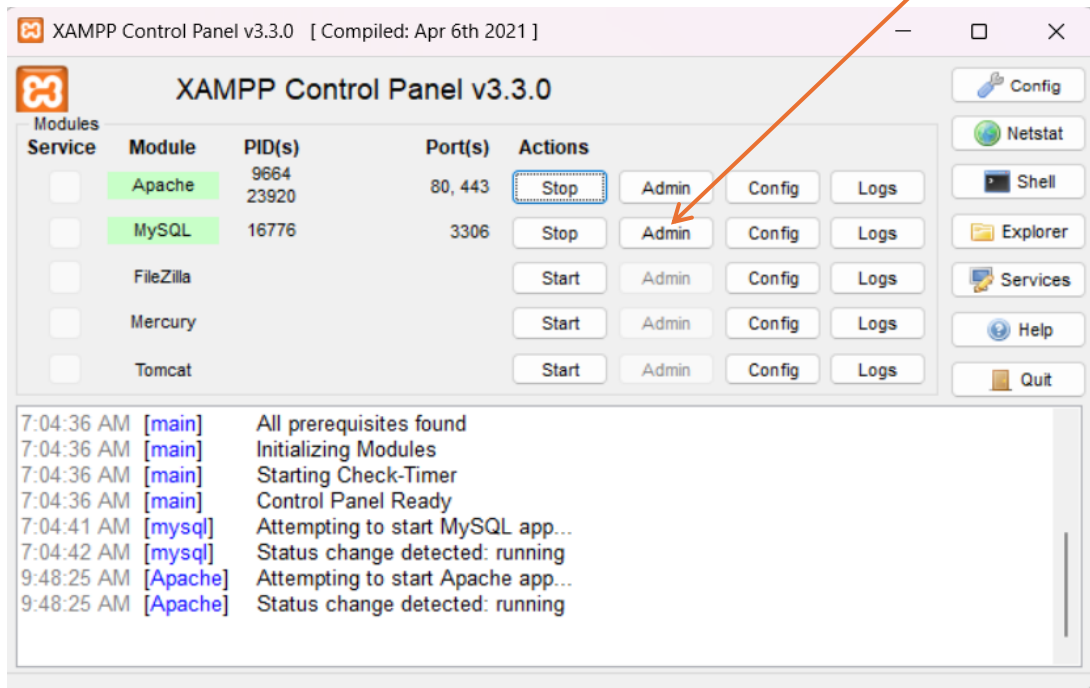 XAMPP Control Panel v3.3.0 [ Compiled: Apr 6th 2021 ]
XAMPP Control Panel v3.3.0
Config
Modules
Service Module PID(s) Port(s) Actions
Netstat
Apache 9664 23920 80, 443 Stop Admin Config Logs
Shell
MySQL 16776 3306 Stop Admin Config Logs
Explorer
FileZilla Start Admin Config Logs
Services
Mercury Start Admin Config Logs
Help
Tomcat Start Admin Config Logs
Quit
7:04:36 AM [main] All prerequisites found
7:04:36 AM [main] Initializing Modules
7:04:36 AM [main] Starting Check-Timer
7:04:36 AM [main] Control Panel Ready
7:04:41 AM [mysql] Attempting to start MySQL app...
7:04:42 AM [mysql] Status change detected: running
9:48:25 AM [Apache] Attempting to start Apache app...
9:48:25 AM [Apache] Status change detected: running